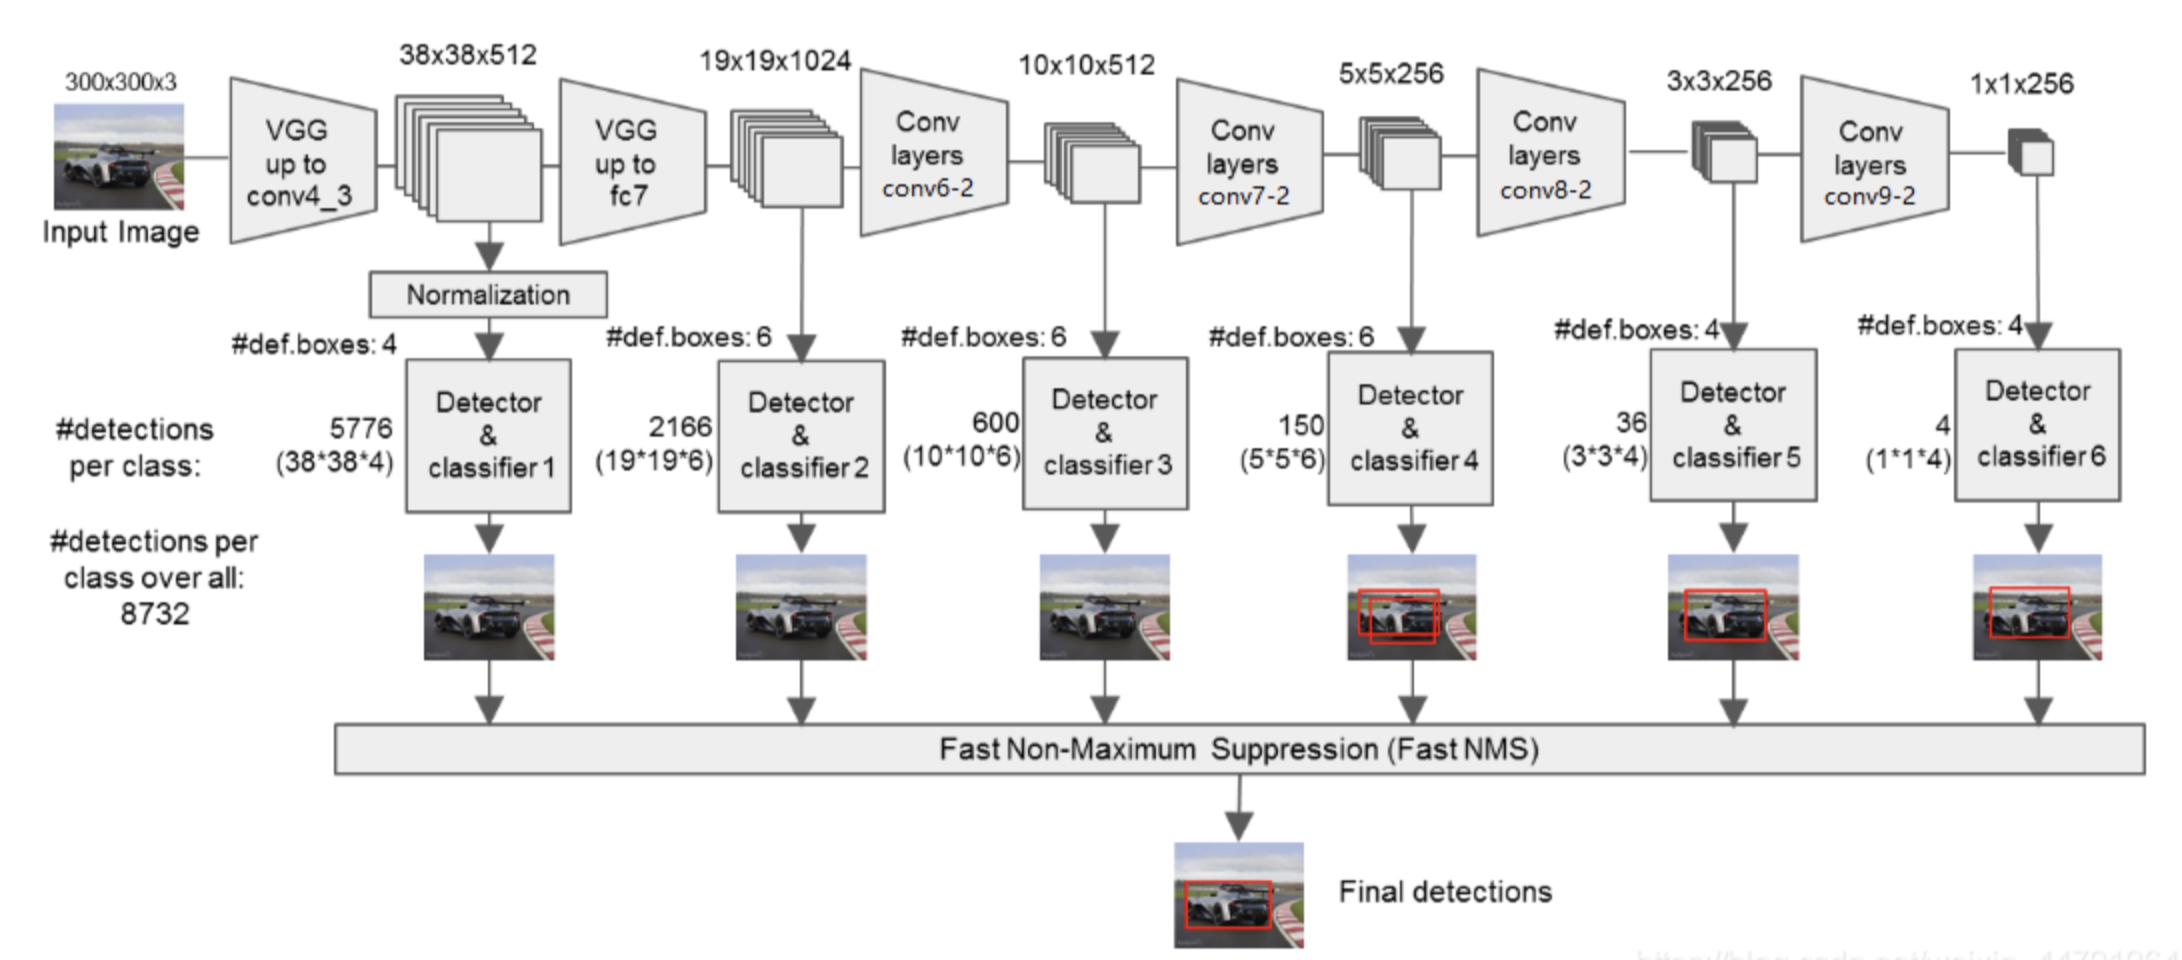 300x300x3
38x38x512
19x19x1024
10x10x512
5x5x256
3x3x256
1x1x256
VGG
up to
conv4_3
VGG
up to
fc7
Conv
layers
conv6-2
Conv
layers
conv7-2
Conv
layers
conv8-2
Conv
layers
conv9-2
Input Image
Normalization
#def.boxes: 4
#def.boxes: 6
#def.boxes: 6
#def.boxes: 6
#def.boxes: 4
#def.boxes: 4
#detections
per class:
5776
(38*38*4)
Detector
&
classifier 1
2166
(19*19*6)
Detector
&
classifier 2
600
(10*10*6)
Detector
&
classifier 3
150
(5*5*6)
Detector
&
classifier 4
36
(3*3*4)
Detector
&
classifier 5
4
(1*1*4)
Detector
&
classifier 6
#detections per
class over all:
8732
Fast Non-Maximum Suppression (Fast NMS)
Final detections